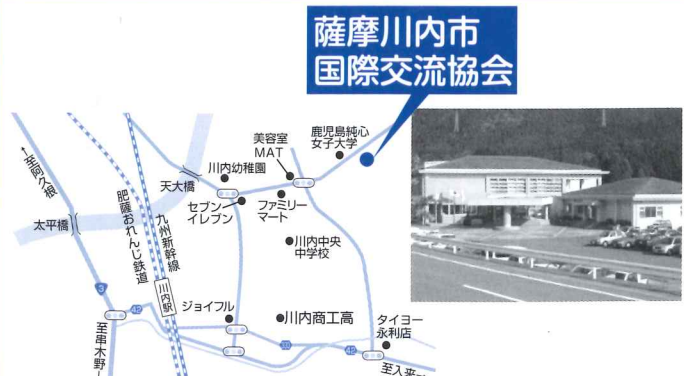 薩摩川内市
国際交流協会
鹿児島純心
女子大学
美容室
MAT
川内幼稚園
天大橋
←至阿久根
太平橋
肥薩おれんじ鉄道
九州新幹線
セブン
イレブン
ファミリー
マート
川内中央
中学校
川内駅
3
42
ジョイフル
川内商工高
タイヨー
永利店
42
至串木野
至入来